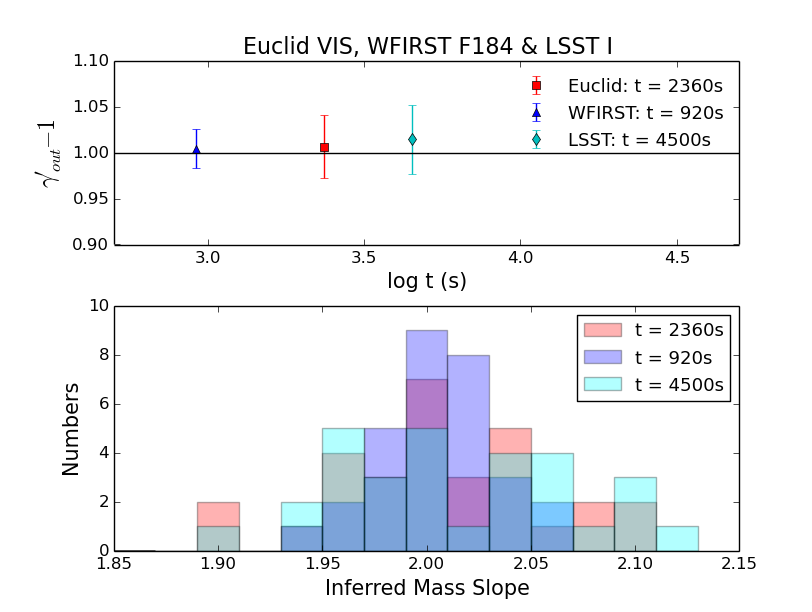 Euclid VIS, WFIRST F184 & LSST I
1.10
1.05
1.00
0.95
0.90
γ′out−1
Euclid: t = 2360s
WFIRST: t = 920s
LSST: t = 4500s
3.0 3.5 4.0 4.5
log t (s)
10
8
6
4
2
0
Numbers
t = 2360s
t = 920s
t = 4500s
1.85 1.90 1.95 2.00 2.05 2.10 2.15
Inferred Mass Slope